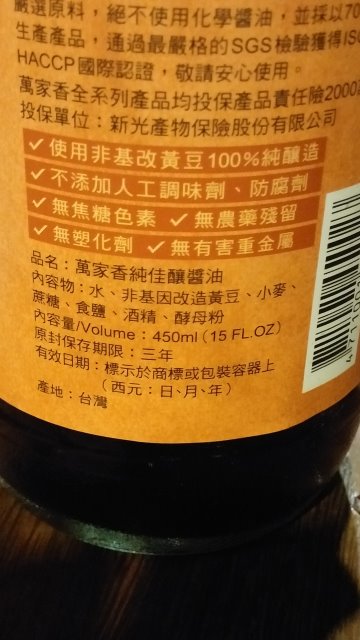 嚴選原料,絕不使用化學醬油,並採以70
生產產品,通過最嚴格的SGS檢驗獲得ISO
HACCP國際認證,敬請安心使用。
萬家香全系列產品均投保產品責任險2000
投保單位:新光產物保險股份有限公司
✓使用非基改黃豆100%純釀造
✓不添加人工調味劑、防腐劑
✓無焦糖色素 ✓無農藥殘留
✓無塑化劑 ✓無有害重金屬
品名:萬家香純佳釀醬油
內容物:水、非基因改造黃豆、小麥、
蔗糖、食鹽、酒精、酵母粉
內容量/Volume:450ml(15 FL.OZ)
原封保存期限:三年
有效日期:標示於商標或包裝容器上
(西元:日、月、年)
產地:台灣